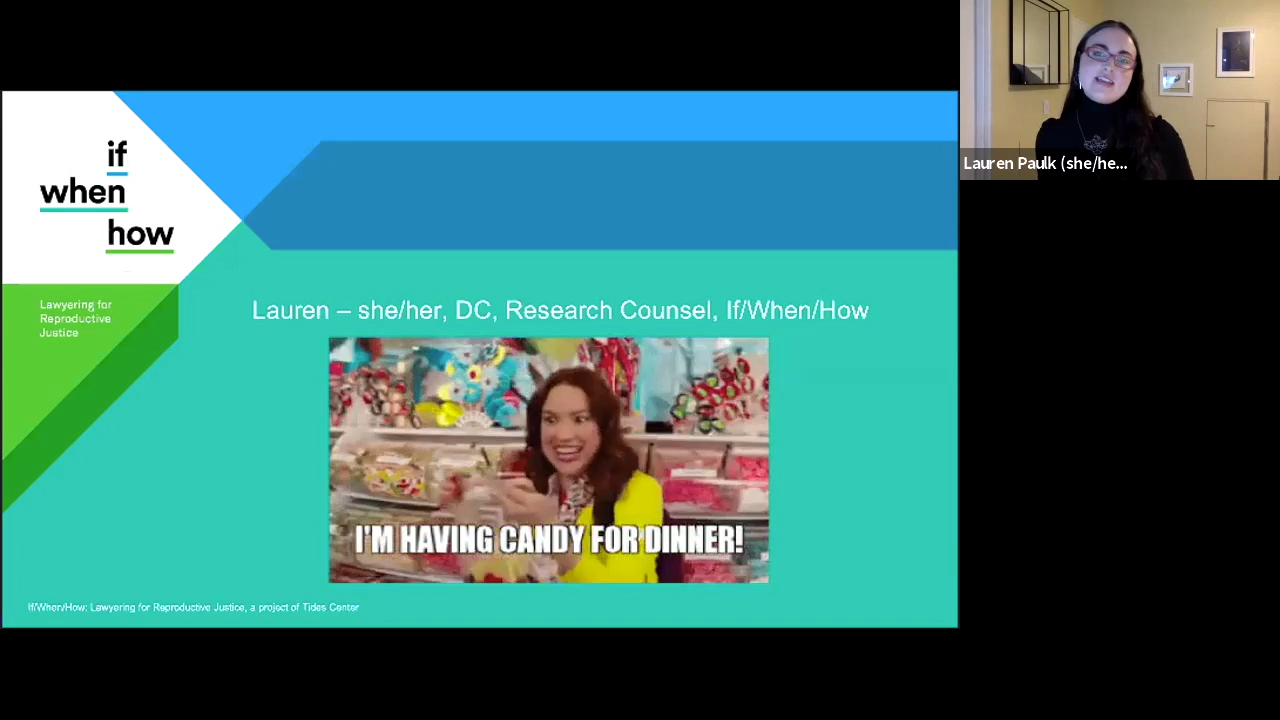 if
when
how
Lawyering for
Reproductive
Justice
Lauren – she/her, DC, Research Counsel, If/When/How
I'M HAVING CANDY FOR DINNER!
If/When/How: Lawyering for Reproductive Justice, a project of Tides Center
Lauren Paulk (she/he...